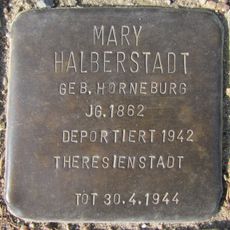 MARY
HALBERSTADT
GEB. HORNEBURG
JG. 1862
DEPORTIERT 1942
THERESIENSTADT
TOT 30.4.1944